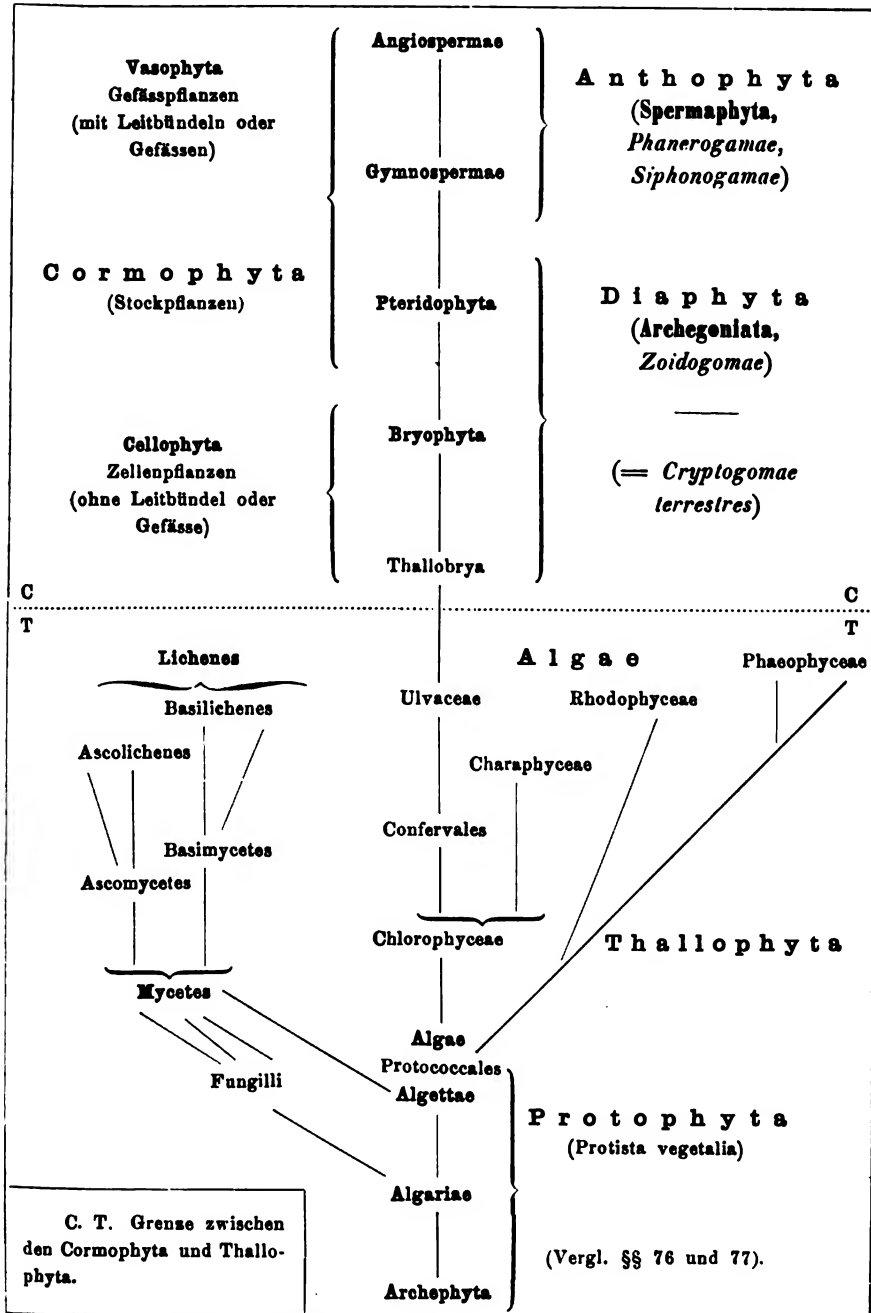 Angiospermae
Vasophyta
Gefässpflanzen
(mit Leitbündeln oder
Gefässen)
Anthophyta
(Spermaphyta,
Phanerogamae,
Siphonogamae)
Gymnospermae
Cormophyta
(Stockpflanzen)
Pteridophyta
Diaphyta
(Archegoniata,
Zoidogomae)
Cellophyta
Zellenpflanzen
(ohne Leitbündel oder
Gefässe)
Bryophyta
(= Cryptogomae
terrestres)
Thallobrya
C
C
T
T
Lichenes
Basilichenes
Ascolichenes
Basimycetes
Ascomycetes
Mycetes
Fungilli
Algae
Phaeophyceae
Ulvaceae
Rhodophyceae
Charaphyceae
Confervales
Chlorophyceae
Thallophyta
Algae
Protococcales
Algettae
Protophyta
(Protista vegetalia)
Algariae
Archephyta
(Vergl. §§ 76 und 77).
C. T. Grenze zwischen
den Cormophyta und Thallo-
phyta.